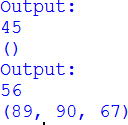 Output:
45
()
Output:
56
(89, 90, 67)